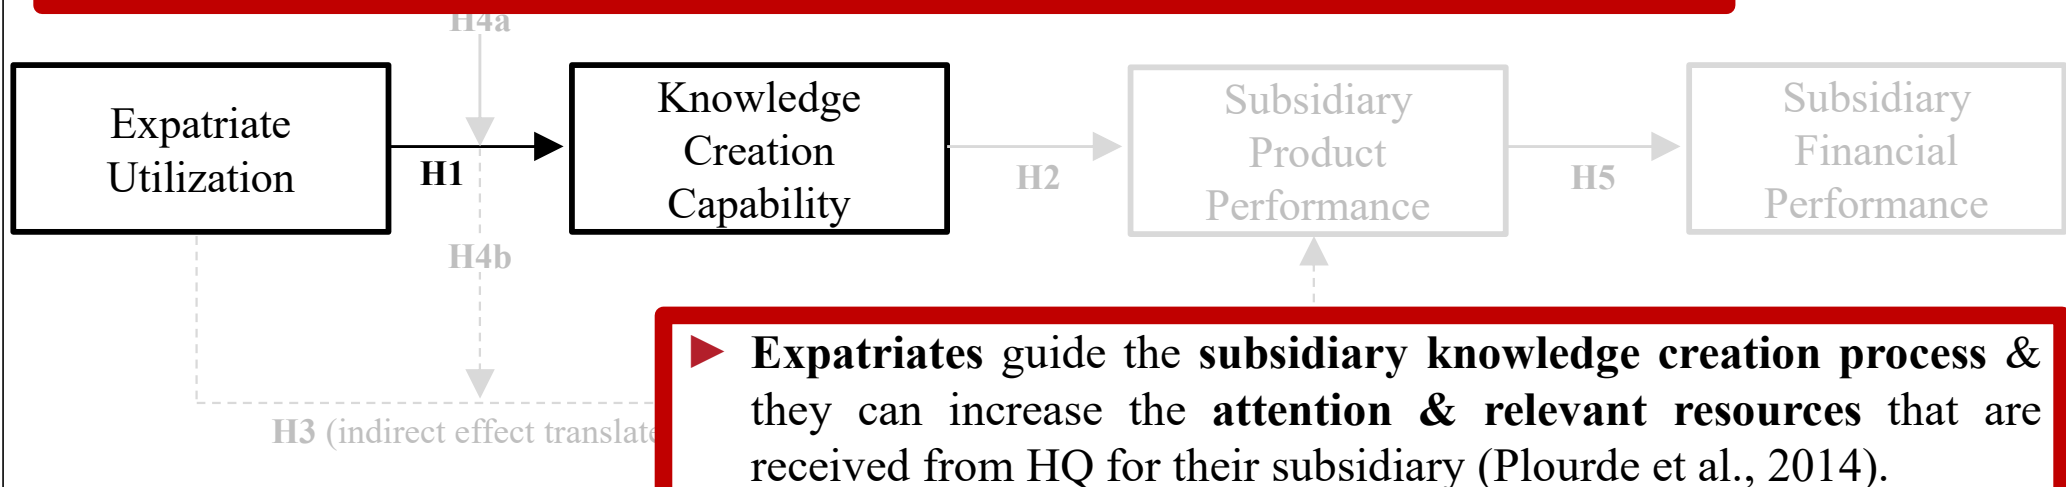 H4a
Expatriate
Utilization
H1
Knowledge
Creation
Capability
H2
Subsidiary
Product
Performance
H5
Subsidiary
Financial
Performance
H4b
H3 (indirect effect translate
► Expatriates guide the subsidiary knowledge creation process &
they can increase the attention & relevant resources that are
received from HQ for their subsidiary (Plourde et al., 2014).